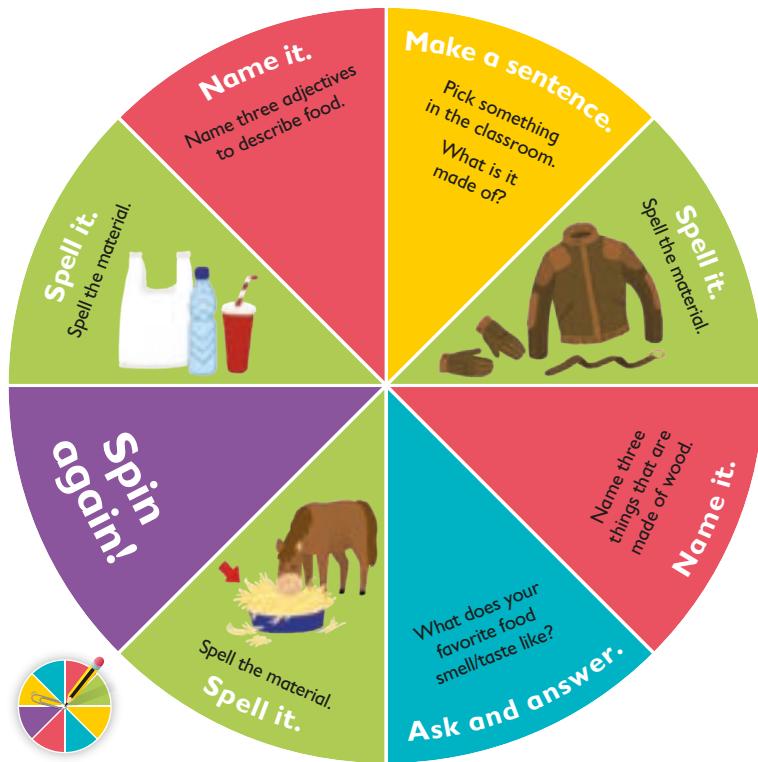 Name it.
Name three adjectives
to describe food.
Make a sentence.
Pick something
in the classroom.
What is it
made of?
Spell it.
Spell the material.
Name it.
Name three
things that are
made of wood.
Ask and answer.
What does your
favorite food
smell/taste like?
Spell it.
Spell the material.
Spin
again!
Spell it.
Spell the material.